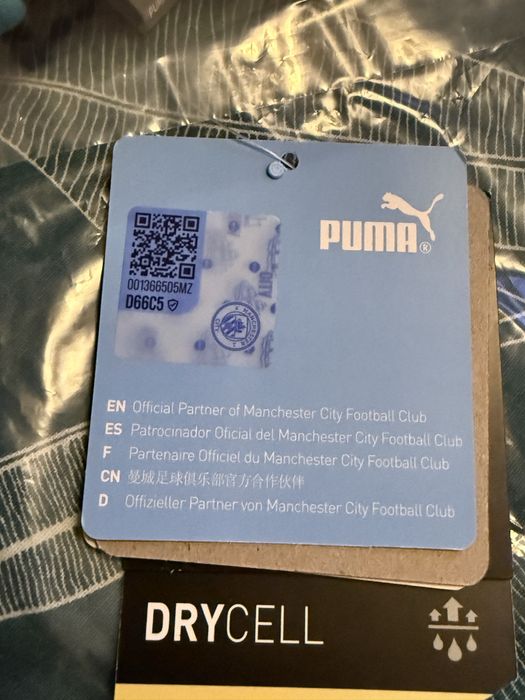 PUMA®
001366505MZ
D66C5
MANCHESTER
CITY
EN Official Partner of Manchester City Football Club
ES Patrocinador Oficial del Manchester City Football Club
F Partenaire Officiel du Manchester City Football Club
CN 曼城足球俱乐部官方合作伙伴
D Offizieller Partner von Manchester City Football Club
DRYCELL